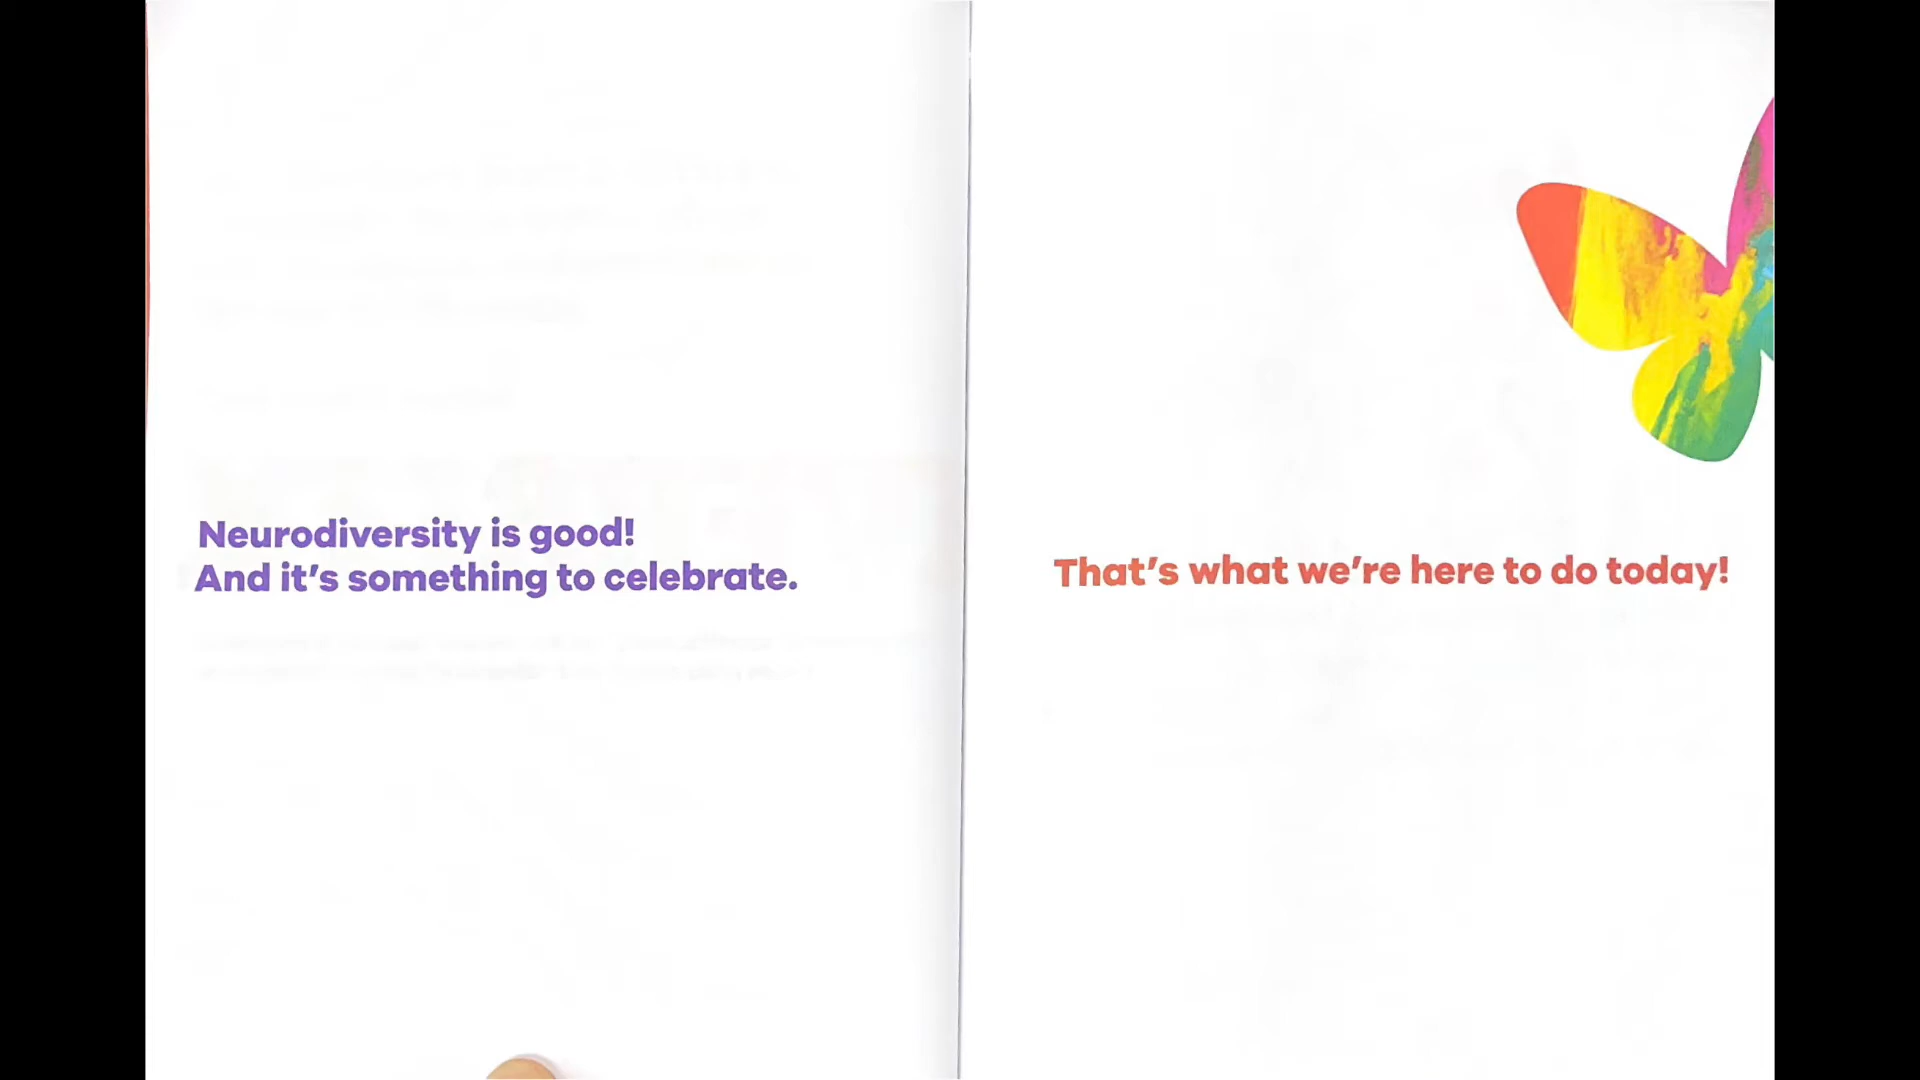 Neurodiversity is good!
And it's something to celebrate.
That's what we're here to do today!